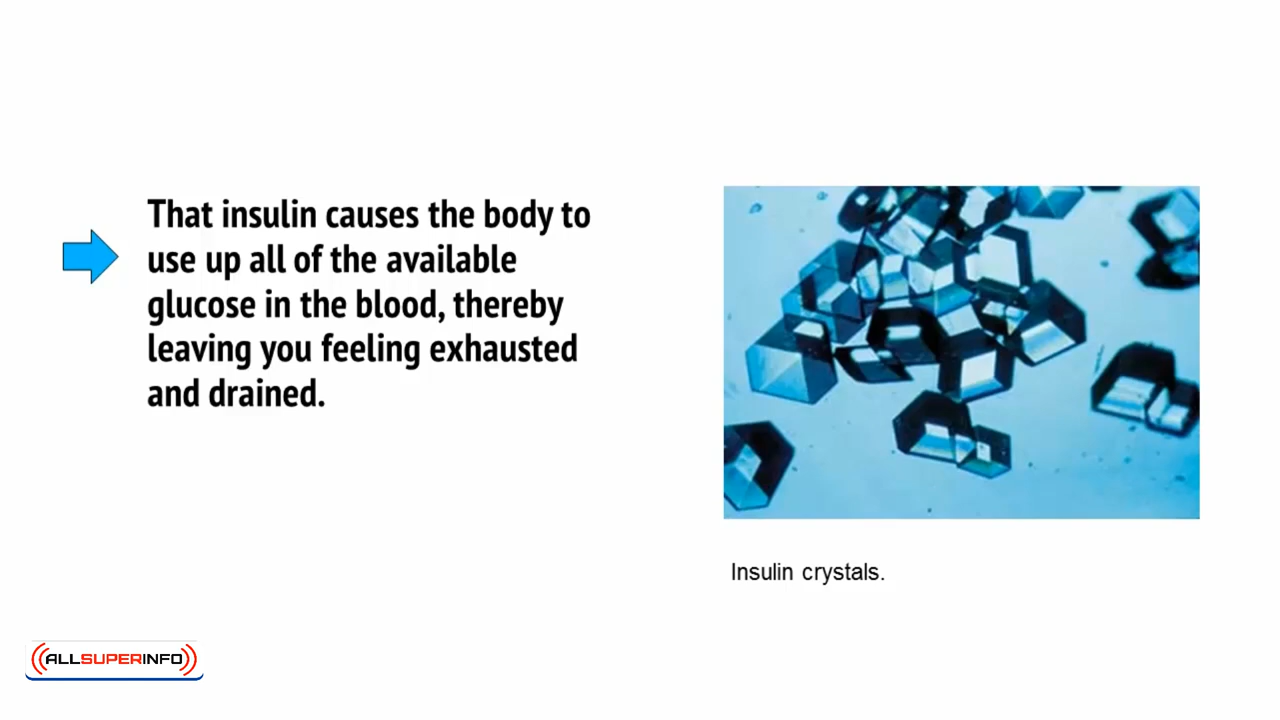 That insulin causes the body to
use up all of the available
glucose in the blood, thereby
leaving you feeling exhausted
and drained.
Insulin crystals.
ALLSUPERINFO